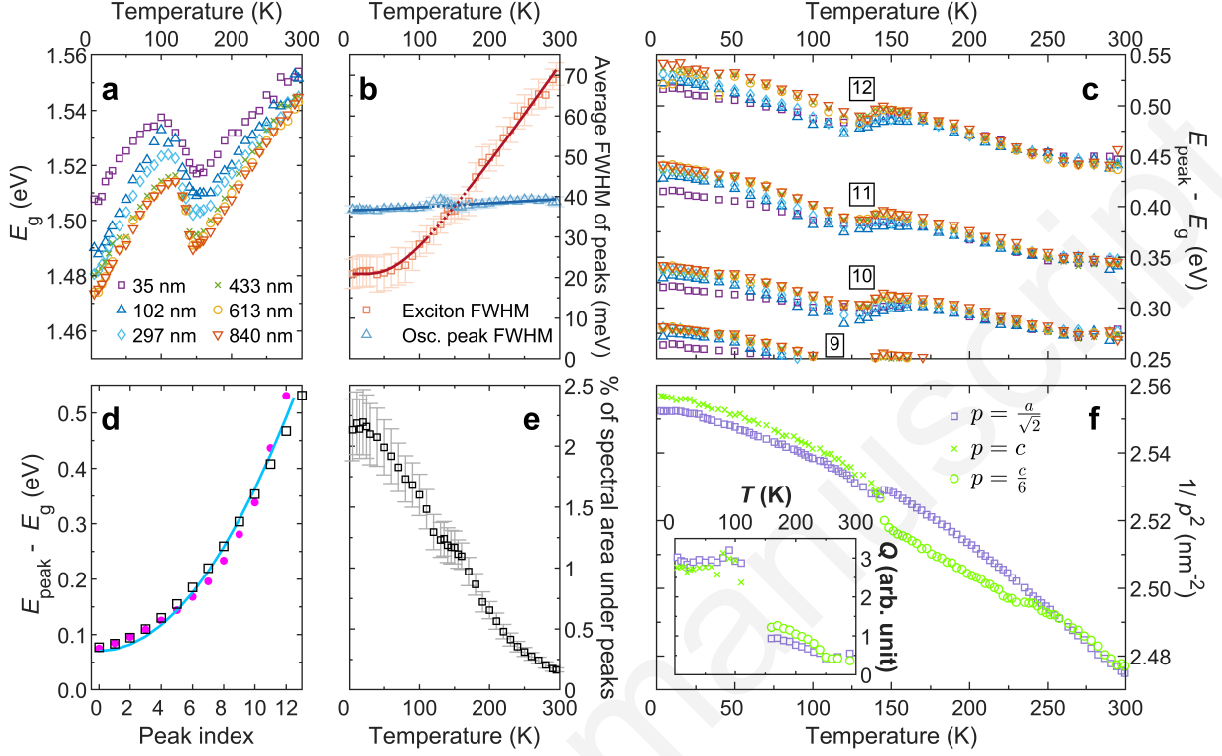 Temperature (K)
0 100 200 300
1.56
1.54
1.52
1.50
1.48
1.46
E_g (eV)
a
35 nm
102 nm
297 nm
433 nm
613 nm
840 nm
Temperature (K)
0 100 200 300
b
Exciton FWHM
Osc. peak FWHM
70
60
50
40
30
20
10
0
Average FWHM of peaks (meV)
Temperature (K)
0 50 100 150 200 250 300
c
12
11
10
9
0.55
0.50
0.45
0.40
0.35
0.30
0.25
E_peak - E_g (eV)
d
0.5
0.4
0.3
0.2
0.1
0.0
E_peak - E_g (eV)
0 2 4 6 8 10 12
Peak index
e
2.5
2
1.5
1
0.5
0
% of spectral area under peaks
0 100 200 300
Temperature (K)
f
p = a/√2
p = c
p = c/6
2.56
2.54
2.52
2.50
2.48
1/p² (nm⁻²)
T (K)
0 100 200 300
3
2
1
0
Q (arb. unit)
0 50 100 150 200 250 300
Temperature (K)
manuscript